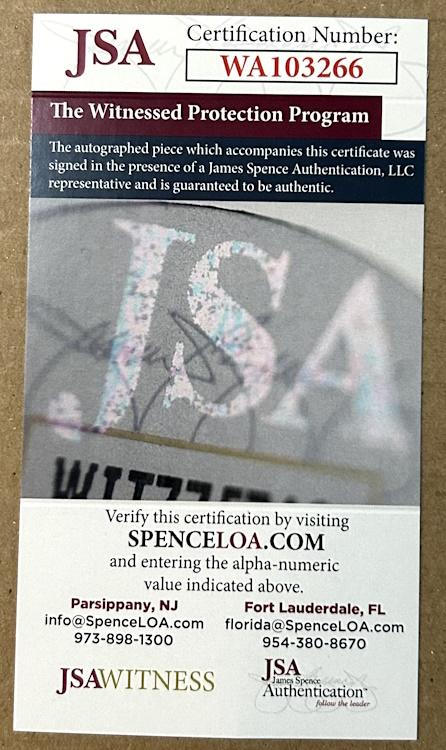 JSA
Certification Number:
WA103266
The Witnessed Protection Program
The autographed piece which accompanies this certificate was
signed in the presence of a James Spence Authentication, LLC
representative and is guaranteed to be authentic.
JSA
Verify this certification by visiting
SPENCELOA.COM
and entering the alpha-numeric
value indicated above.
Parsippany, NJ
info@SpenceLOA.com
973-898-1300
Fort Lauderdale, FL
florida@SpenceLOA.com
954-380-8670
JSAWITNESS
JSA
James Spence
Authentication™
follow the leader